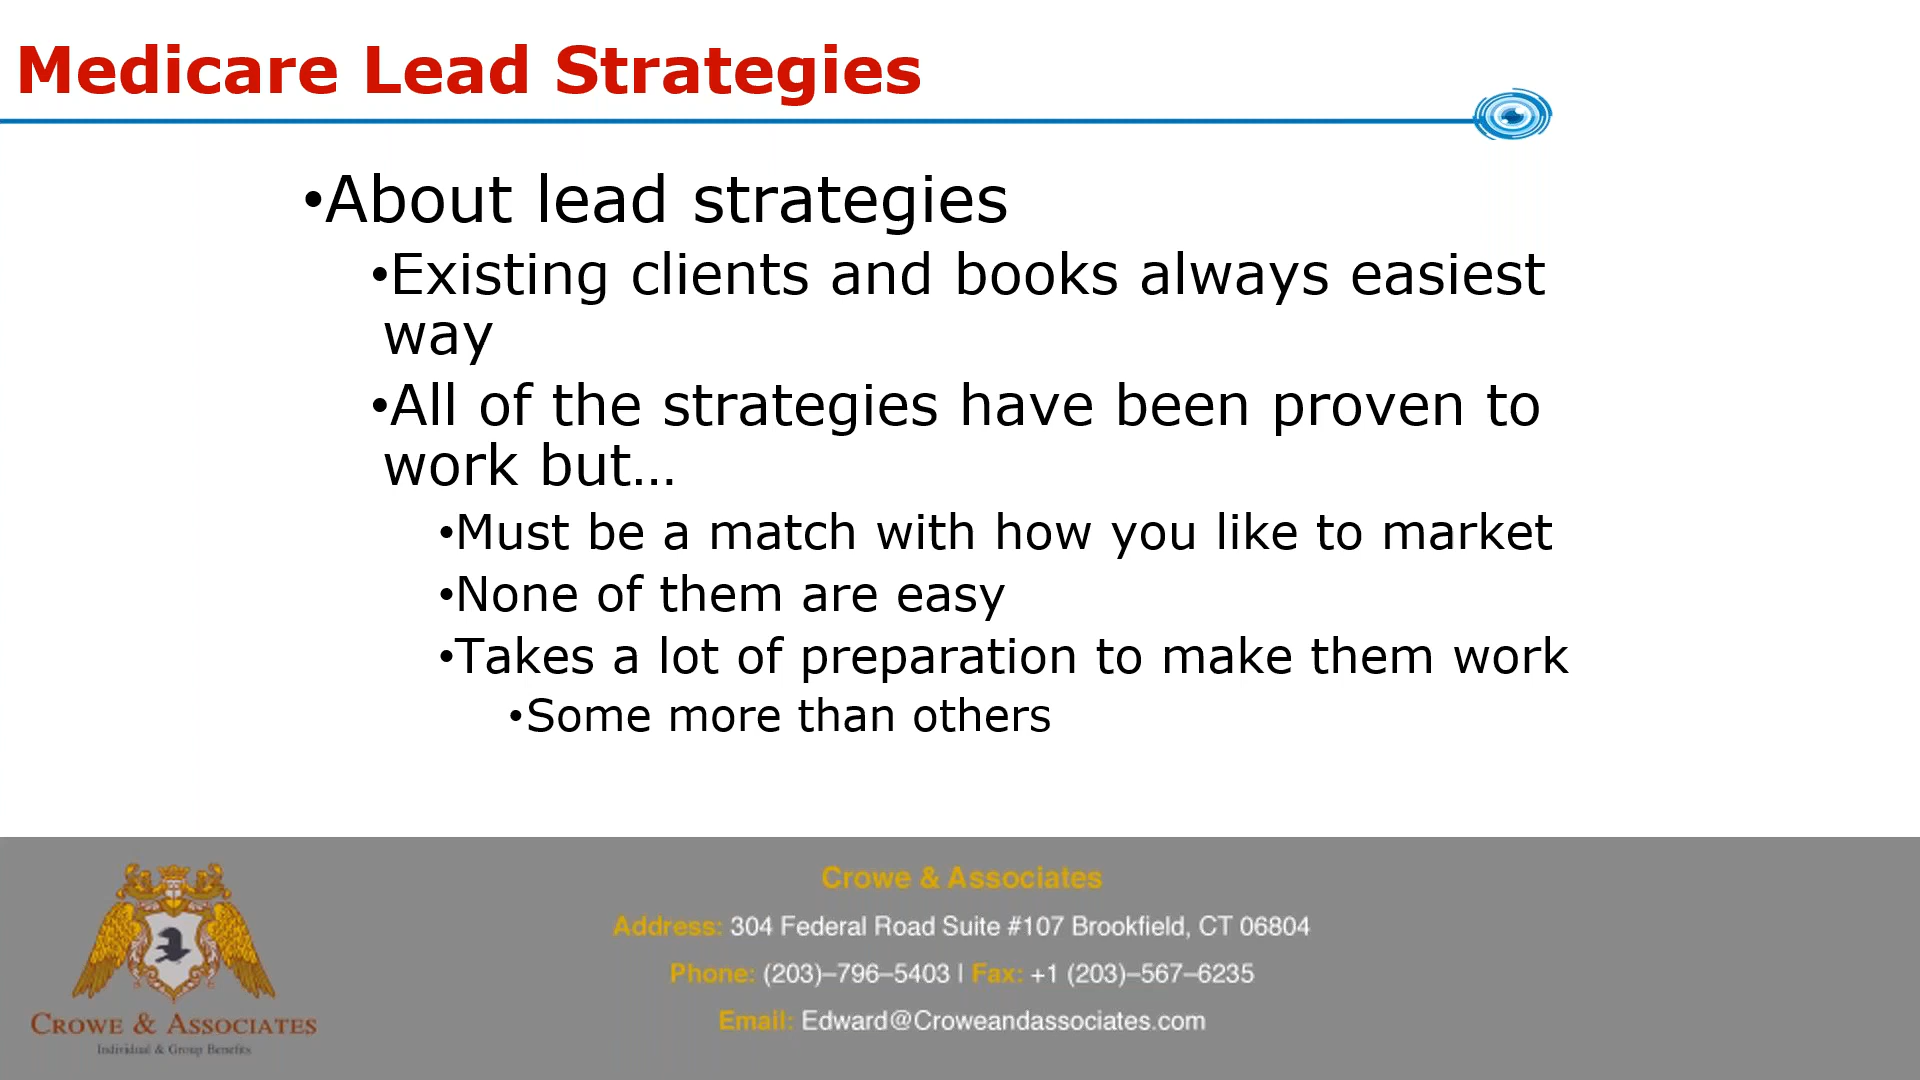 Medicare Lead Strategies
•About lead strategies
•Existing clients and books always easiest
way
•All of the strategies have been proven to
work but…
•Must be a match with how you like to market
•None of them are easy
•Takes a lot of preparation to make them work
•Some more than others
Crowe & Associates
Address: 304 Federal Road Suite #107 Brookfield, CT 06804
Phone: (203)–796–5403 | Fax: +1 (203)–567–6235
Email: Edward@Croweandassociates.com
Crowe & Associates
Individual & Group Benefits